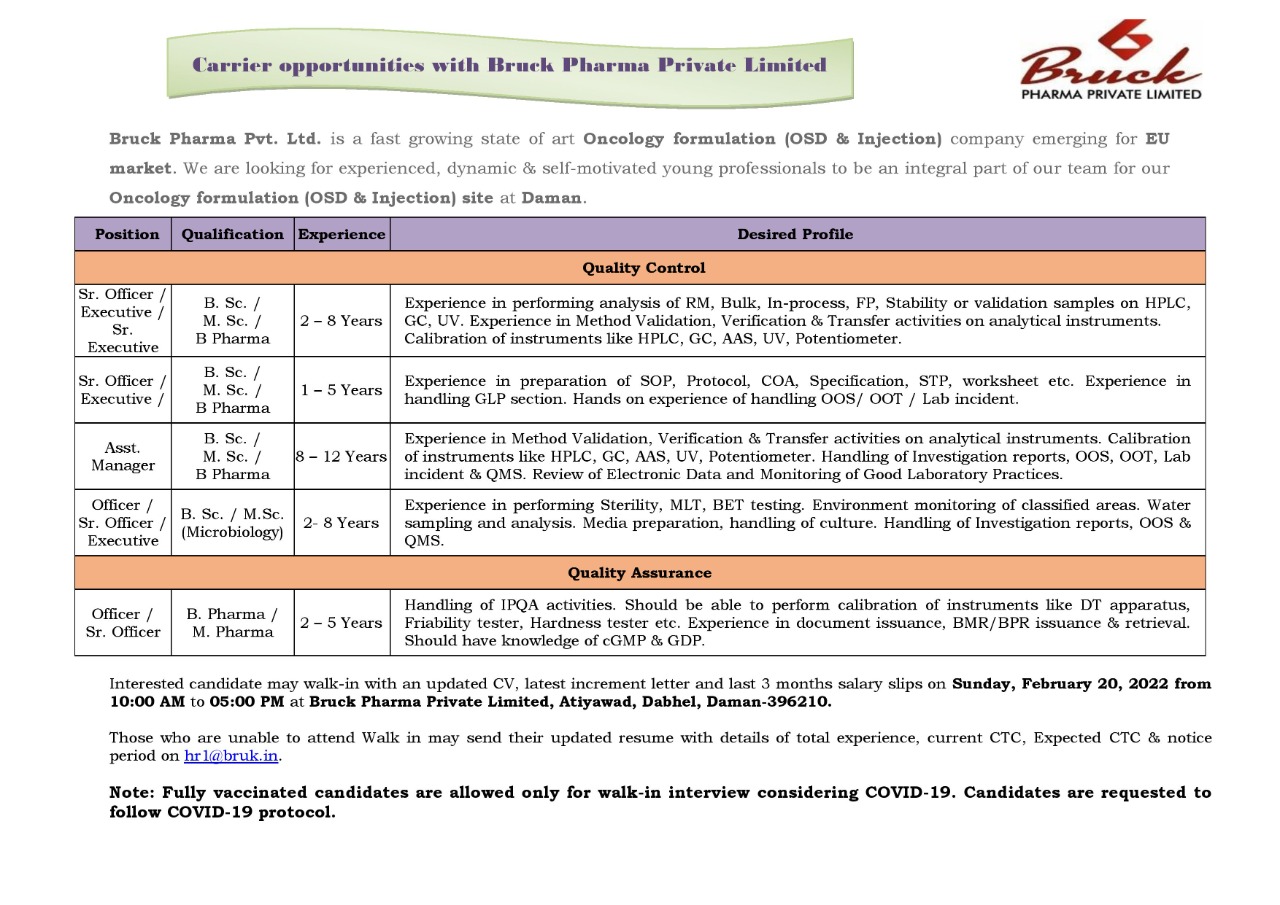 Carrier opportunities with Bruck Pharma Private Limited
Bruck
PHARMA PRIVATE LIMITED
Bruck Pharma Pvt. Ltd. is a fast growing state of art Oncology formulation (OSD & Injection) company emerging for EU
market. We are looking for experienced, dynamic & self-motivated young professionals to be an integral part of our team for our
Oncology formulation (OSD & Injection) site at Daman.
Position Qualification Experience Desired Profile
Quality Control
Sr. Officer /
Executive /
Sr.
Executive
B. Sc. /
M. Sc. /
B Pharma
2 – 8 Years
Experience in performing analysis of RM, Bulk, In-process, FP, Stability or validation samples on HPLC,
GC, UV. Experience in Method Validation, Verification & Transfer activities on analytical instruments.
Calibration of instruments like HPLC, GC, AAS, UV, Potentiometer.
Sr. Officer /
Executive /
B. Sc. /
M. Sc. /
B Pharma
1 – 5 Years
Experience in preparation of SOP, Protocol, COA, Specification, STP, worksheet etc. Experience in
handling GLP section. Hands on experience of handling OOS/ OOT / Lab incident.
Asst.
Manager
B. Sc. /
M. Sc. /
B Pharma
8 – 12 Years
Experience in Method Validation, Verification & Transfer activities on analytical instruments. Calibration
of instruments like HPLC, GC, AAS, UV, Potentiometer. Handling of Investigation reports, OOS, OOT, Lab
incident & QMS. Review of Electronic Data and Monitoring of Good Laboratory Practices.
Officer /
Sr. Officer /
Executive
B. Sc. / M.Sc.
(Microbiology)
2- 8 Years
Experience in performing Sterility, MLT, BET testing. Environment monitoring of classified areas. Water
sampling and analysis. Media preparation, handling of culture. Handling of Investigation reports, OOS &
QMS.
Quality Assurance
Officer /
Sr. Officer
B. Pharma /
M. Pharma
2 – 5 Years
Handling of IPQA activities. Should be able to perform calibration of instruments like DT apparatus,
Friability tester, Hardness tester etc. Experience in document issuance, BMR/BPR issuance & retrieval.
Should have knowledge of cGMP & GDP.
Interested candidate may walk-in with an updated CV, latest increment letter and last 3 months salary slips on Sunday, February 20, 2022 from
10:00 AM to 05:00 PM at Bruck Pharma Private Limited, Atiyawad, Dabhel, Daman-396210.
Those who are unable to attend Walk in may send their updated resume with details of total experience, current CTC, Expected CTC & notice
period on hr1@bruk.in.
Note: Fully vaccinated candidates are allowed only for walk-in interview considering COVID-19. Candidates are requested to
follow COVID-19 protocol.